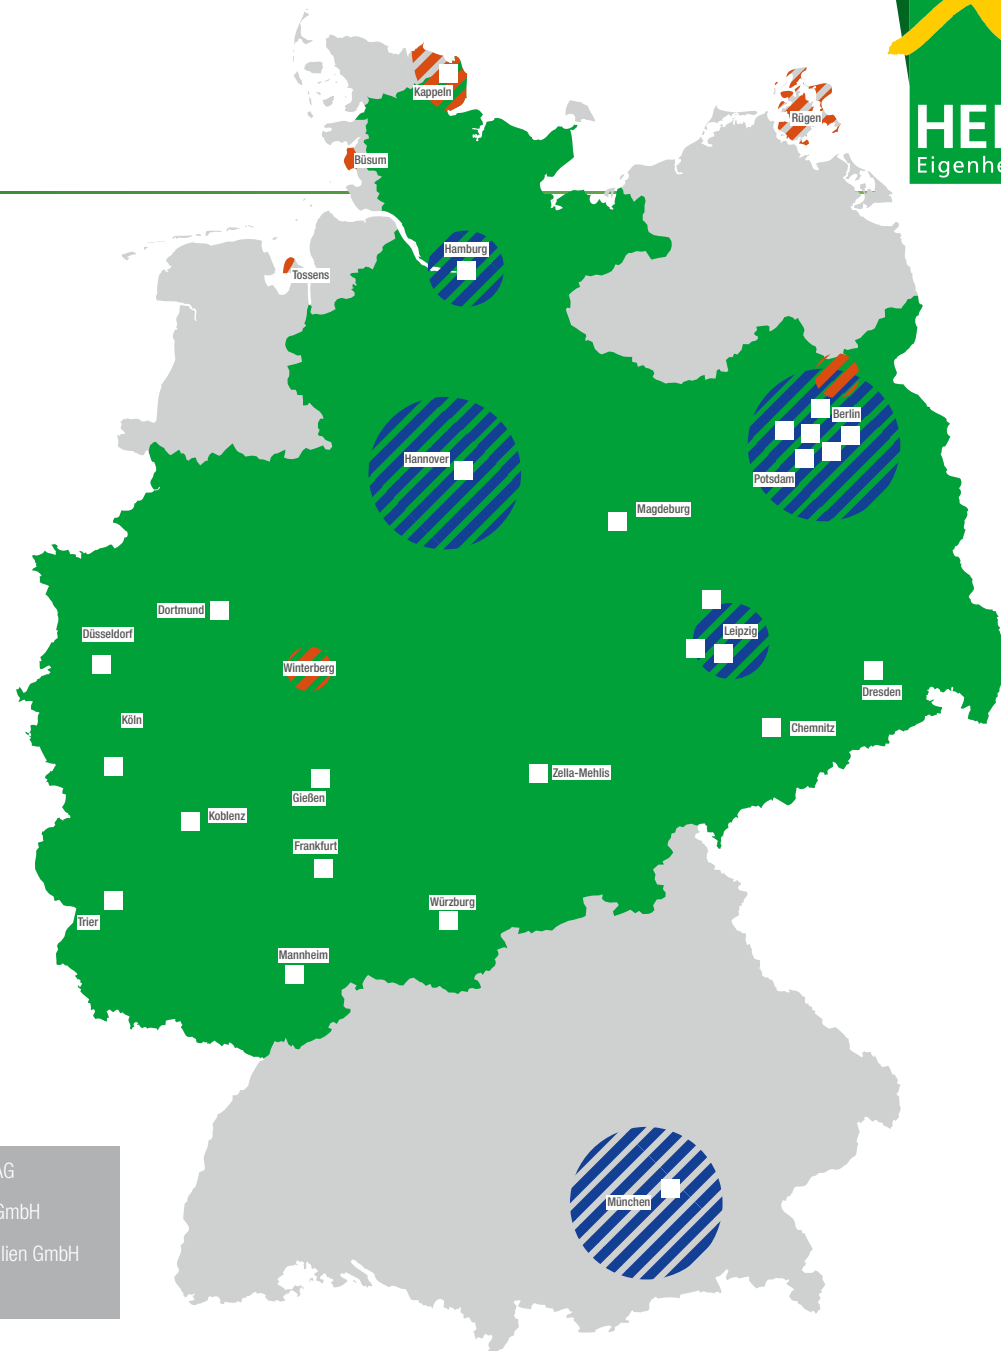 Kappeln
Rügen
Eigenhe
Büsum
Hamburg
Tossens
Berlin
Hannover
Potsdam
Magdeburg
Dortmund
Düsseldorf
Leipzig
Winterberg
Dresden
Köln
Chemnitz
Zella-Mehlis
Gießen
Koblenz
Frankfurt
Würzburg
Trier
Mannheim
AG
GmbH
lien GmbH
München